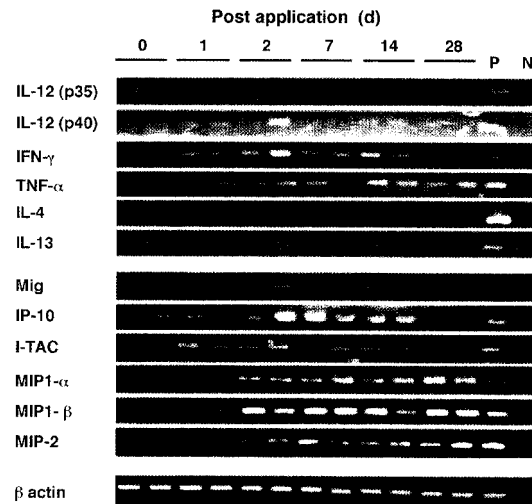 Post application (d)
0 1 2 7 14 28 P N
IL-12 (p35)
IL-12 (p40)
IFN-γ
TNF-α
IL-4
IL-13
Mig
IP-10
I-TAC
MIP1-α
MIP1-β
MIP-2
β actin